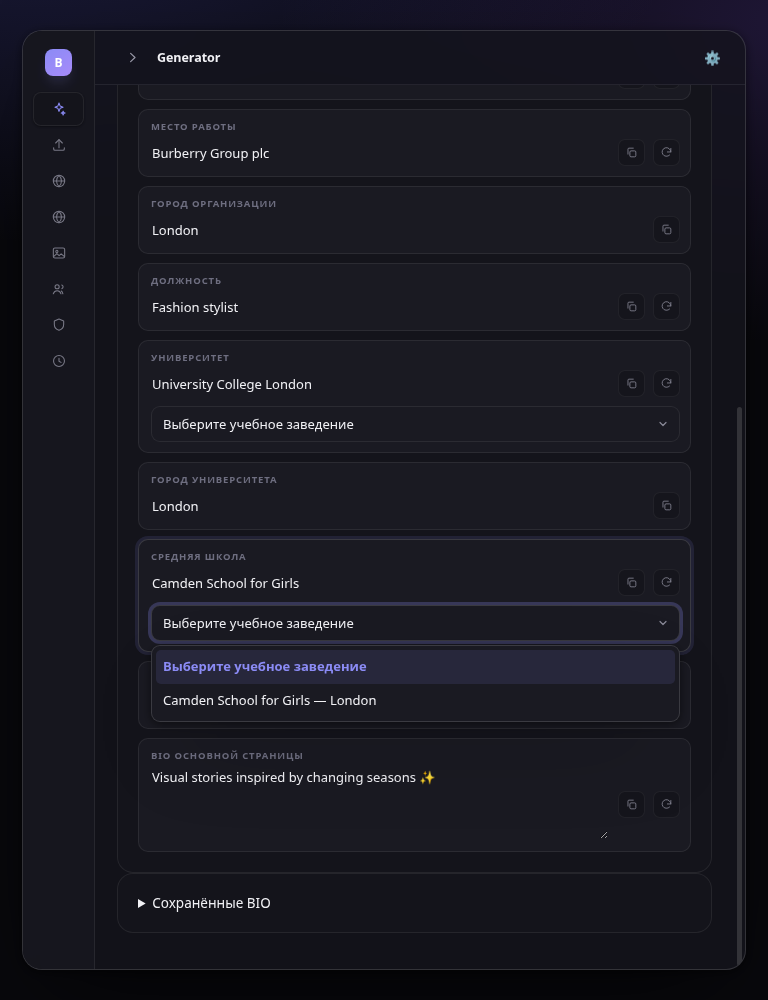 B
Generator
МЕСТО РАБОТЫ
Burberry Group plc
ГОРОД ОРГАНИЗАЦИИ
London
ДОЛЖНОСТЬ
Fashion stylist
УНИВЕРСИТЕТ
University College London
Выберите учебное заведение
ГОРОД УНИВЕРСИТЕТА
London
СРЕДНЯЯ ШКОЛА
Camden School for Girls
Выберите учебное заведение
Выберите учебное заведение
Camden School for Girls — London
BIO ОСНОВНОЙ СТРАНИЦЫ
Visual stories inspired by changing seasons ✨
Сохранённые BIO